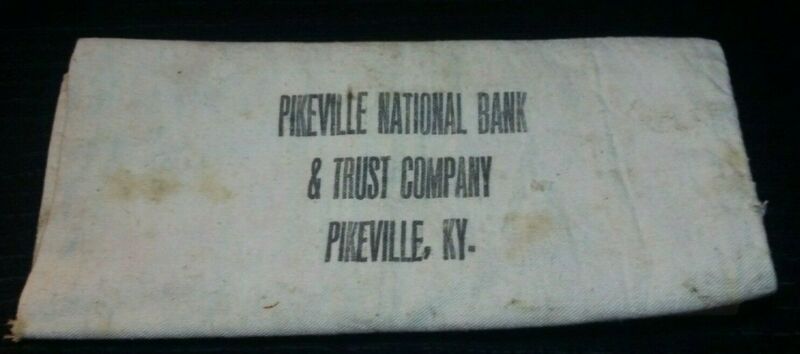 PIKEVILLE NATIONAL BANK
& TRUST COMPANY
PIKEVILLE, KY.